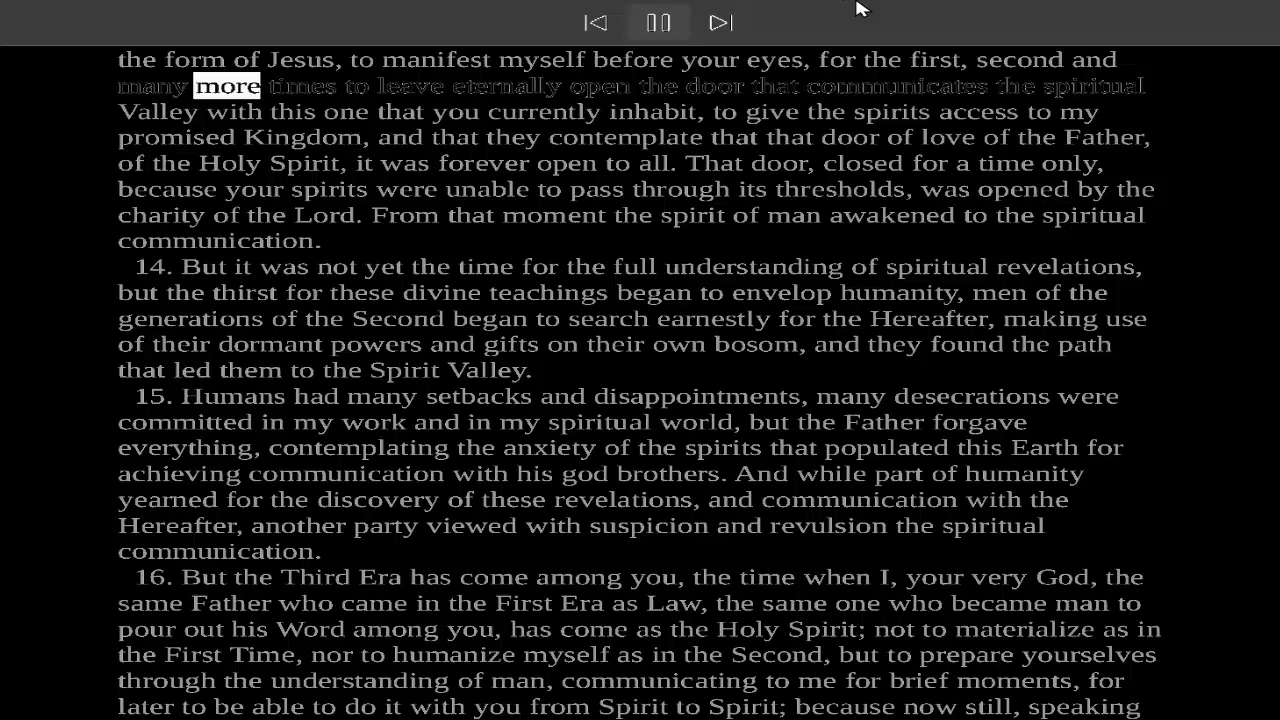 the form of Jesus, to manifest myself before your eyes, for the first, second and
many more times to leave eternally open the door that communicates the spiritual
Valley with this one that you currently inhabit, to give the spirits access to my
promised Kingdom, and that they contemplate that that door of love of the Father,
of the Holy Spirit, it was forever open to all. That door, closed for a time only,
because your spirits were unable to pass through its thresholds, was opened by the
charity of the Lord. From that moment the spirit of man awakened to the spiritual
communication.
14. But it was not yet the time for the full understanding of spiritual revelations,
but the thirst for these divine teachings began to envelop humanity, men of the
generations of the Second began to search earnestly for the Hereafter, making use
of their dormant powers and gifts on their own bosom, and they found the path
that led them to the Spirit Valley.
15. Humans had many setbacks and disappointments, many desecrations were
committed in my work and in my spiritual world, but the Father forgave
everything, contemplating the anxiety of the spirits that populated this Earth for
achieving communication with his god brothers. And while part of humanity
yearned for the discovery of these revelations, and communication with the
Hereafter, another party viewed with suspicion and revulsion the spiritual
communication.
16. But the Third Era has come among you, the time when I, your very God, the
same Father who came in the First Era as Law, the same one who became man to
pour out his Word among you, has come as the Holy Spirit; not to materialize as in
the First Time, nor to humanize myself as in the Second, but to prepare yourselves
through the understanding of man, communicating to me for brief moments, for
later to be able to do it with you from Spirit to Spirit; because now still, speaking